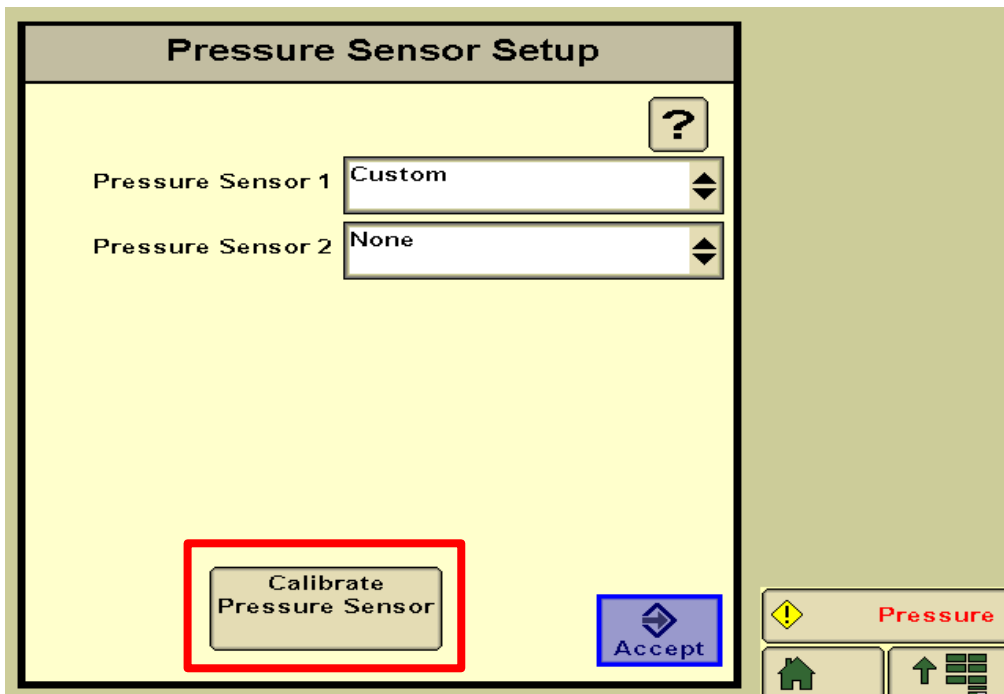 Pressure Sensor Setup
?
Pressure Sensor 1 Custom
Pressure Sensor 2 None
Calibrate
Pressure Sensor
Accept
Pressure